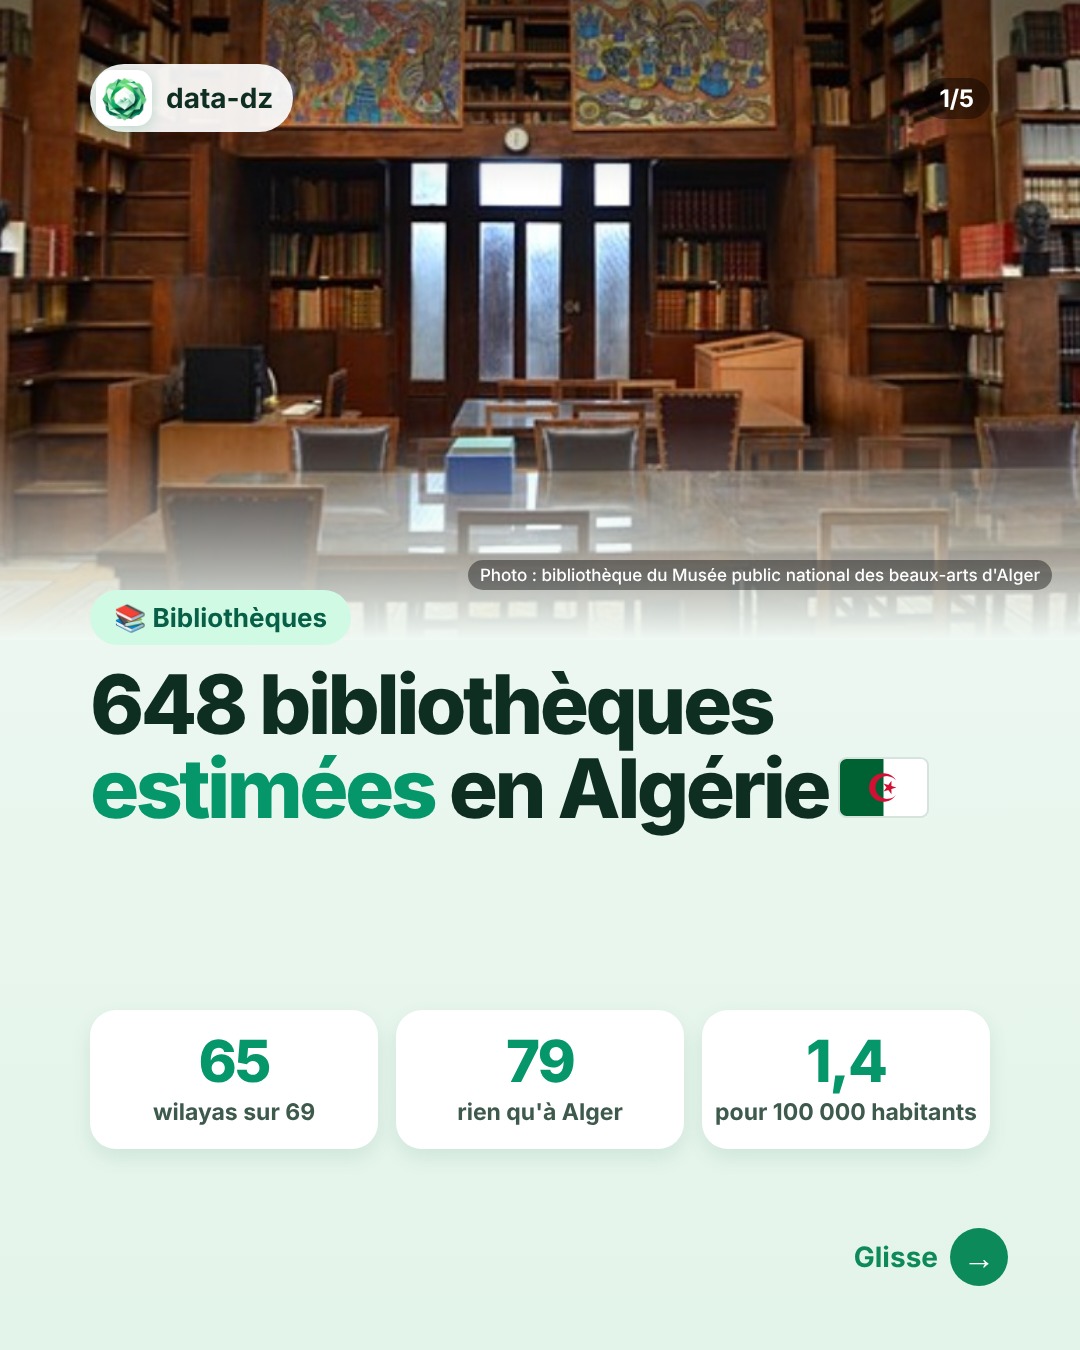 data-dz
1/5
Photo : bibliothèque du Musée public national des beaux-arts d'Alger
📚 Bibliothèques
648 bibliothèques
estimées en Algérie 🇩🇿
65
wilayas sur 69
79
rien qu'à Alger
1,4
pour 100 000 habitants
Glisse →